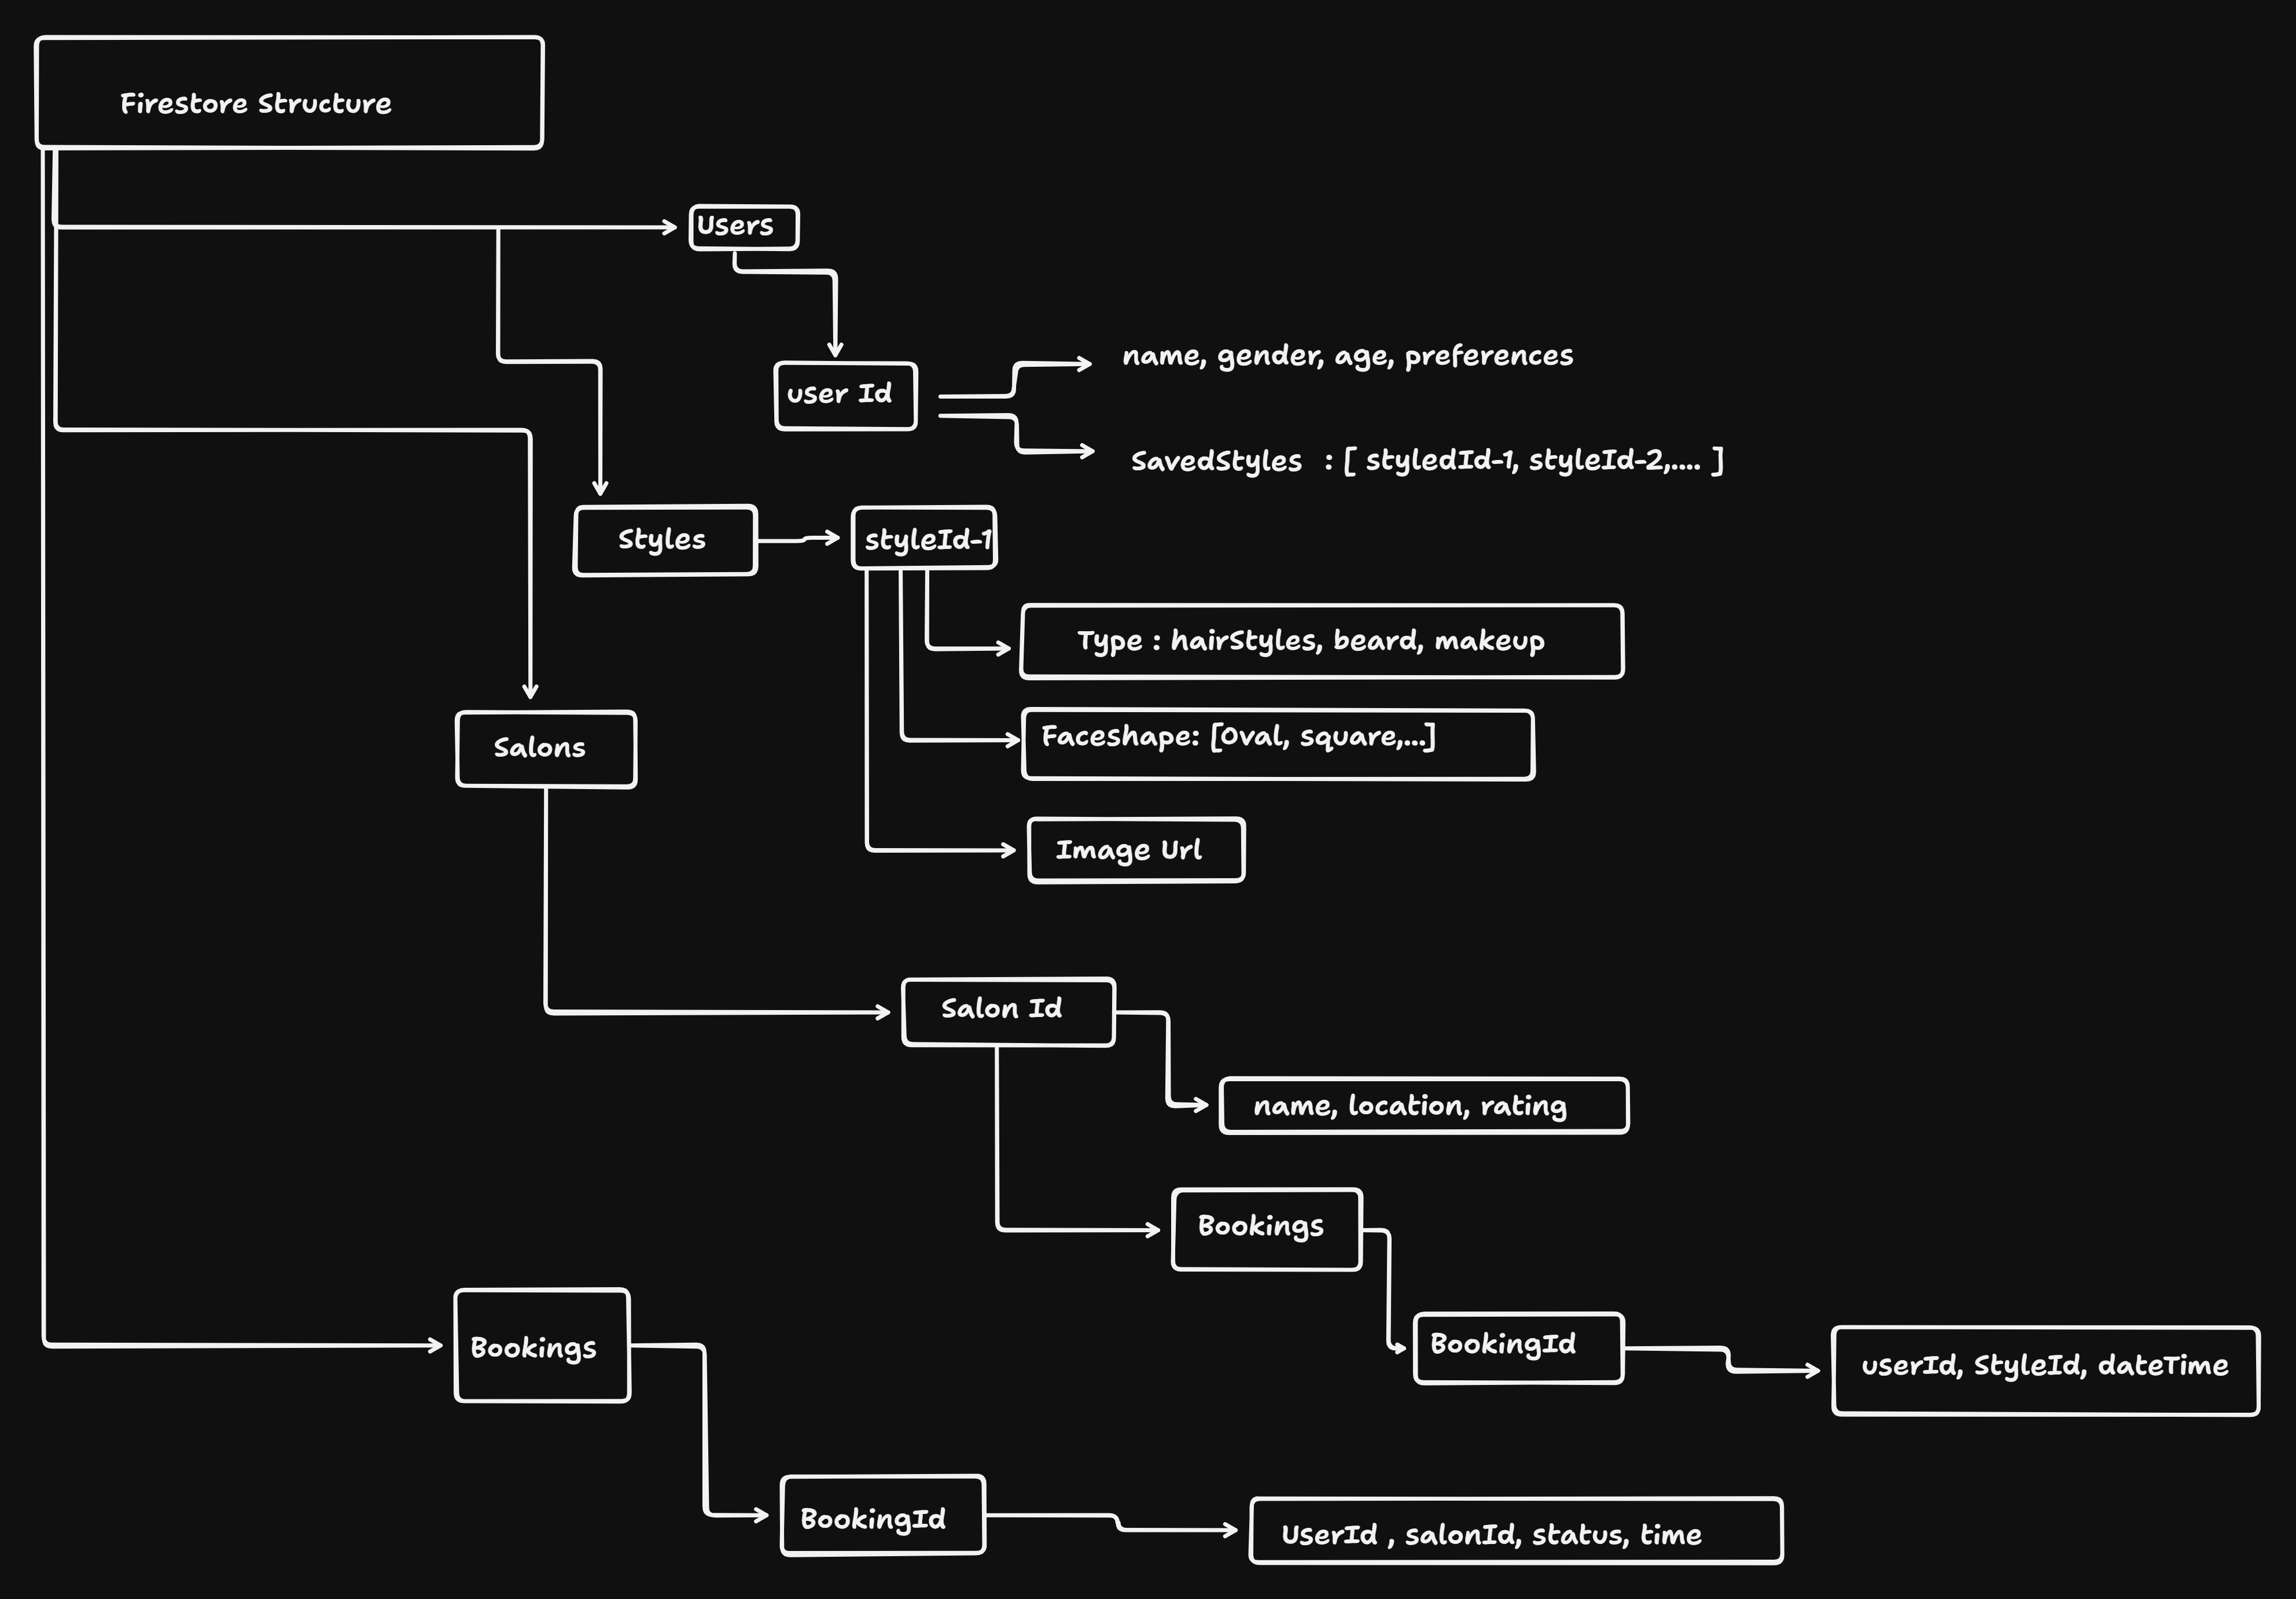 Firestore Structure
Users
user Id
name, gender, age, preferences
SavedStyles : [ styledId-1, styleId-2,.... ]
Styles
styleId-1
Type : hairStyles, beard, makeup
Faceshape: [Oval, square,...]
Image Url
Salons
Salon Id
name, location, rating
Bookings
BookingId
userId, StyleId, dateTime
Bookings
BookingId
UserId , salonId, status, time